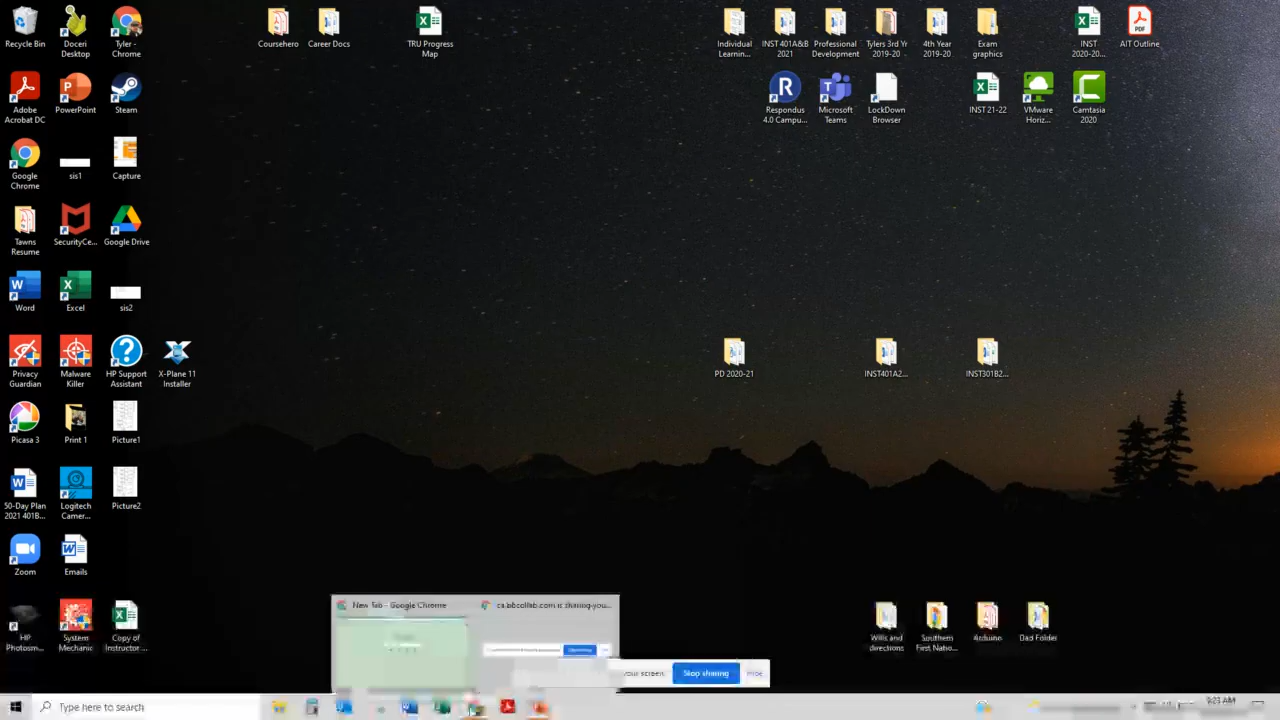 Recycle Bin
Doceri Desktop
Tyler - Chrome
Coursehero
Career Docs
TRU Progress Map
Individual Learnin...
INST 401A&B 2021
Professional Development
Tylers 3rd Yr 2019-20
4th Year 2019-20
Exam graphics
INST 2020-20...
AIT Outline
Adobe Acrobat DC
PowerPoint
Steam
Respondus 4.0 Campu...
Microsoft Teams
LockDown Browser
INST 21-22
VMware Horiz...
Camtasia 2020
Google Chrome
sis1
Capture
Tawns Resume
SecurityCe...
Google Drive
Word
Excel
sis2
Privacy Guardian
Malware Killer
HP Support Assistant
X-Plane 11 Installer
PD 2020-21
INST401A2...
INST301B2...
Picasa 3
Print 1
Picture1
50-Day Plan 2021 401B...
Logitech Camer...
Picture2
Zoom
Emails
New Tab - Google Chrome
ca.bbcollab.com is sharing you...
HP Photosm...
System Mechanic
Copy of Instructor ...
Wills and directions
Southern First Natio...
Arduino
Dad Folder
your screen.
Stop sharing
Hide
Type here to search
9:23 AM